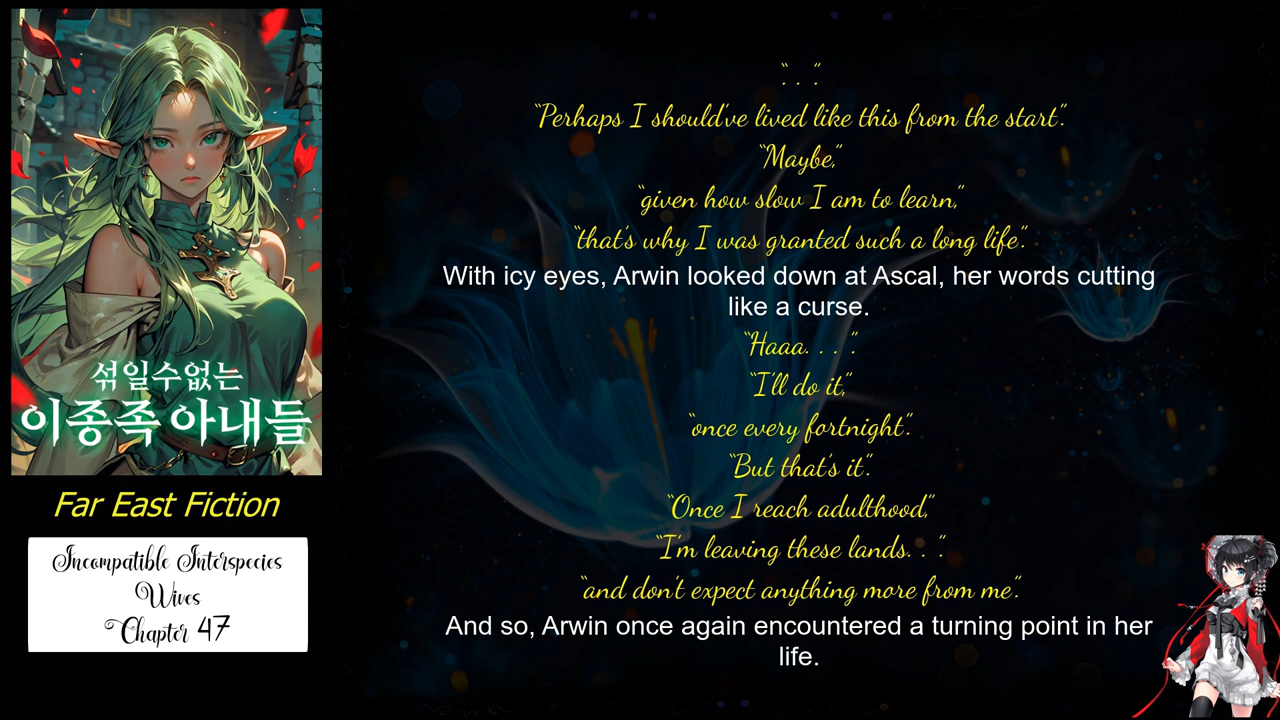 섞일수없는
이종족 아내들
Far East Fiction
Incompatible Interspecies
Wives
Chapter 47
“. . .”
“Perhaps I should’ve lived like this from the start”.
“Maybe,”
“given how slow I am to learn,”
“that’s why I was granted such a long life”.
With icy eyes, Arwin looked down at Ascal, her words cutting
like a curse.
“Haaa. . . .”
“I’ll do it,”
“once every fortnight”.
“But that’s it”.
“Once I reach adulthood,”
“I’m leaving these lands. . .”.
“and don’t expect anything more from me”.
And so, Arwin once again encountered a turning point in her
life.